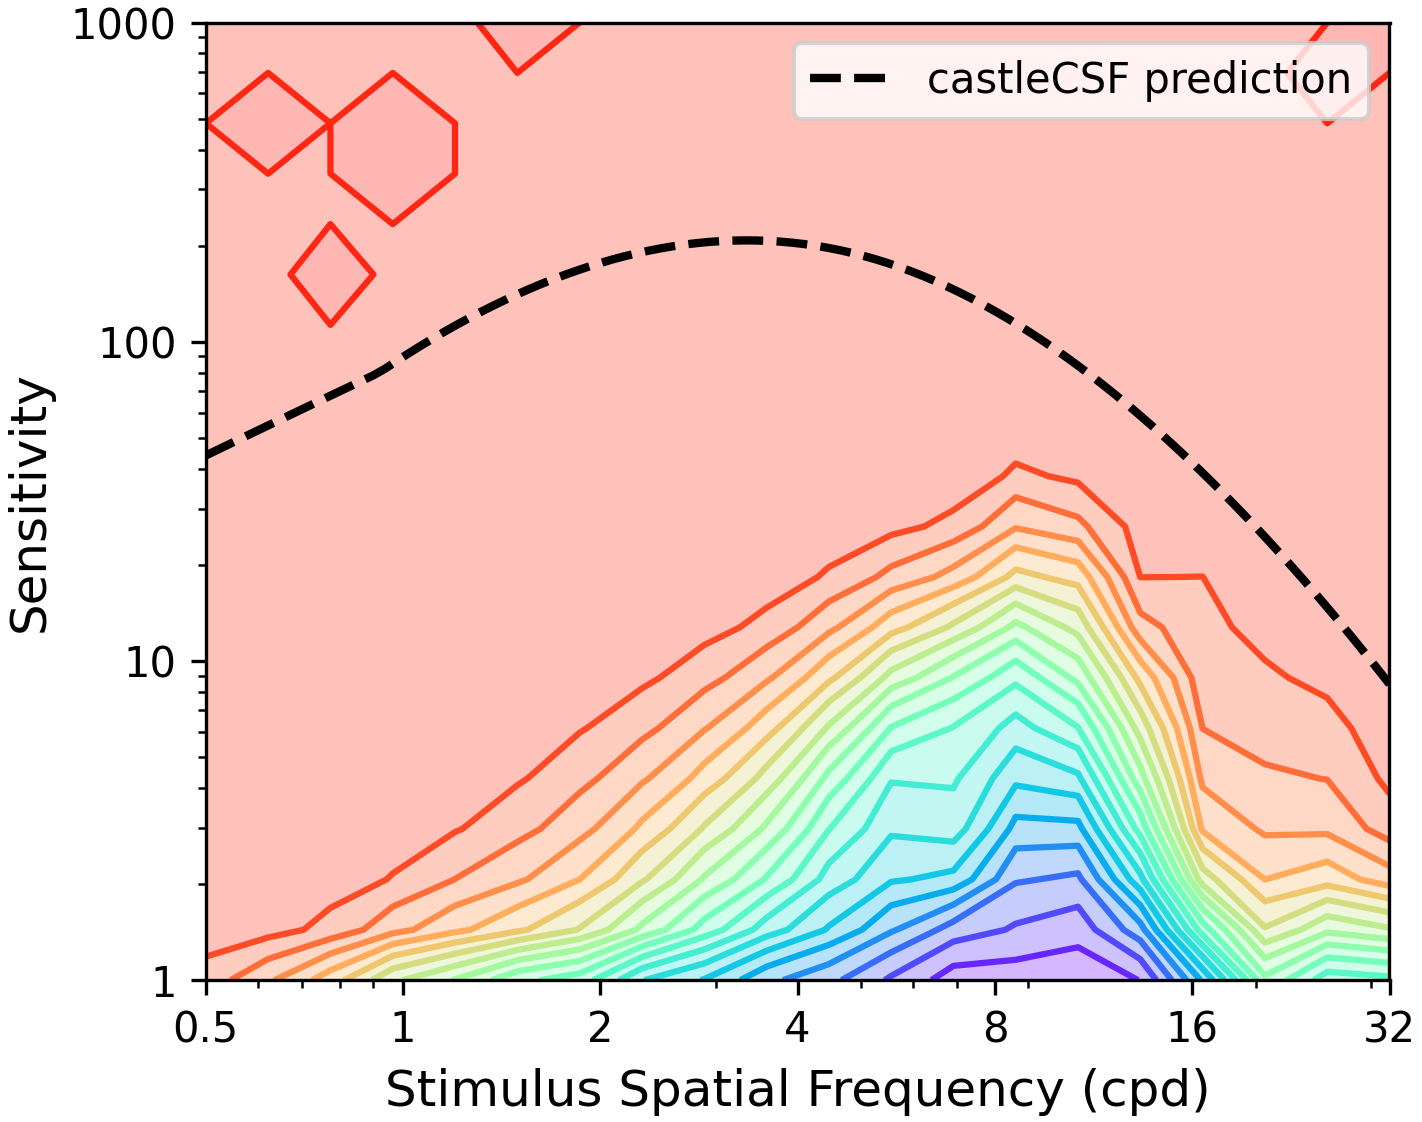 1000
castleCSF prediction
100
Sensitivity
10
1
0.5 1 2 4 8 16 32
Stimulus Spatial Frequency (cpd)